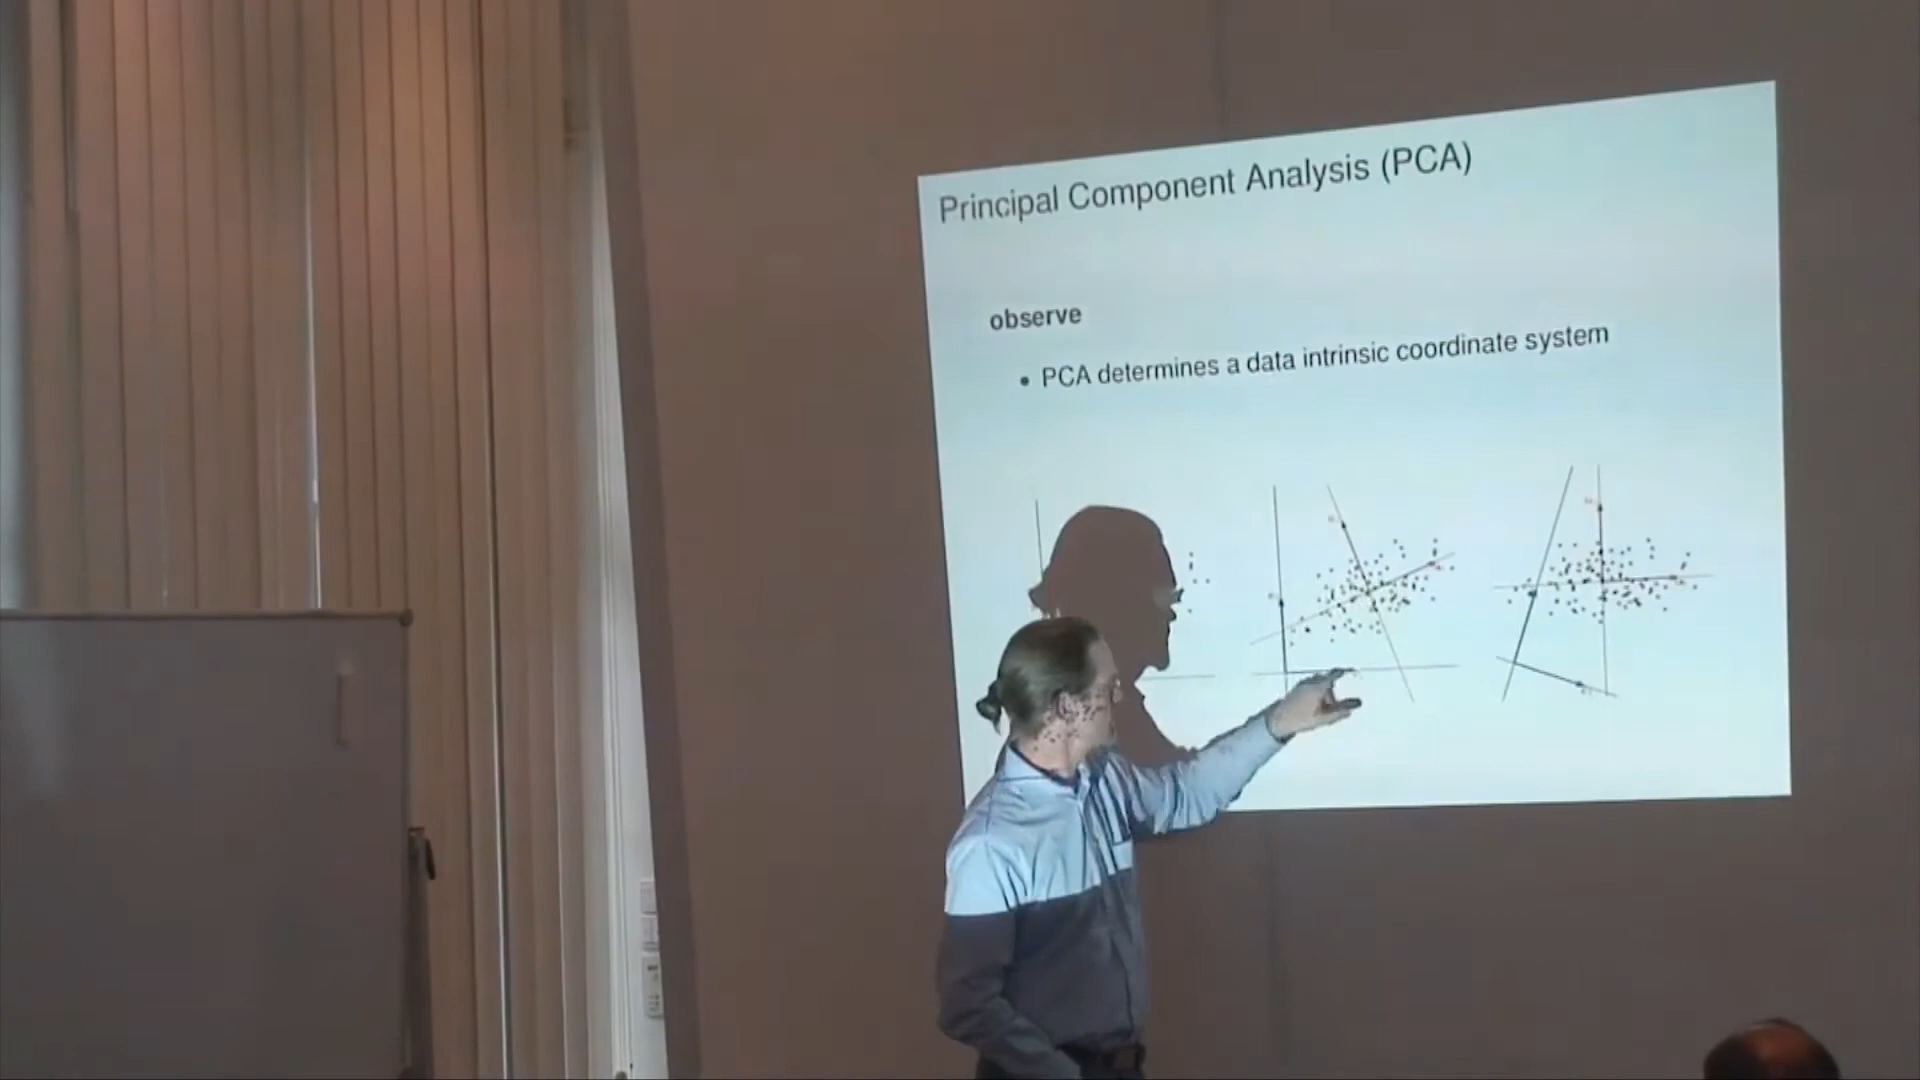 Principal Component Analysis (PCA)
observe
• PCA determines a data intrinsic coordinate system